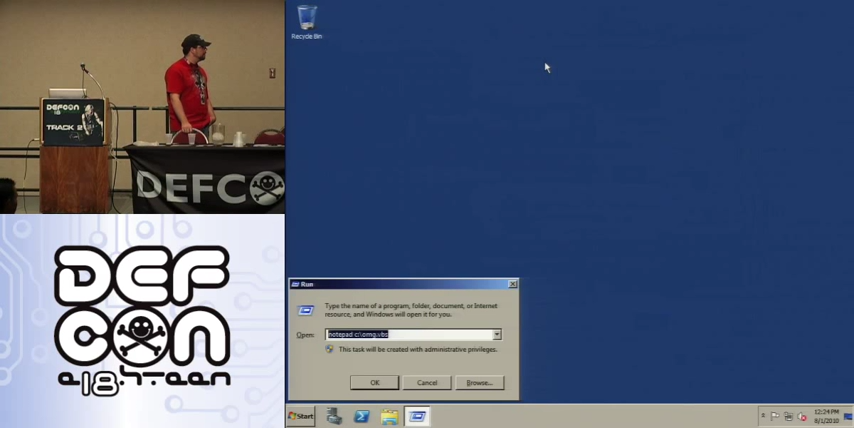 DEFCON
18
TRACK 2
DEFCO
DEF
CON
e18hteen
Recycle Bin
Run
Type the name of a program, folder, document, or Internet
resource, and Windows will open it for you.
Open:
notepad c:\omg.vbs
This task will be created with administrative privileges.
OK
Cancel
Browse...
Start
12:24 PM
8/1/2010